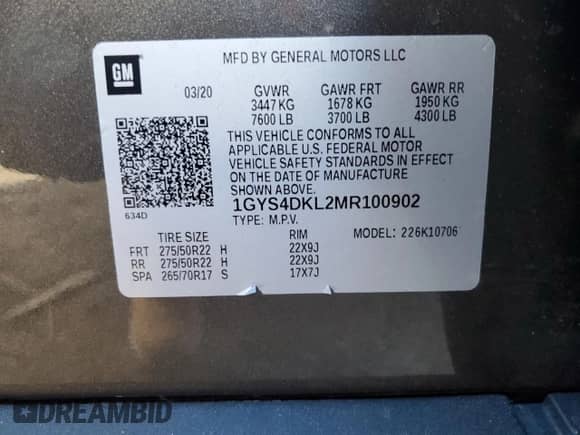 GM
MFD BY GENERAL MOTORS LLC
03/20 GVWR GAWR FRT GAWR RR
3447 KG 1678 KG 1950 KG
7600 LB 3700 LB 4300 LB
THIS VEHICLE CONFORMS TO ALL
APPLICABLE U.S. FEDERAL MOTOR
VEHICLE SAFETY STANDARDS IN EFFECT
ON THE DATE OF MANUFACTURE
SHOWN ABOVE.
634D
1GYS4DKL2MR100902
TYPE: M.P.V.
TIRE SIZE RIM MODEL: 226K10706
FRT 275/50R22 H 22X9J
RR 275/50R22 H 22X9J
SPA 265/70R17 S 17X7J
DREAMBID